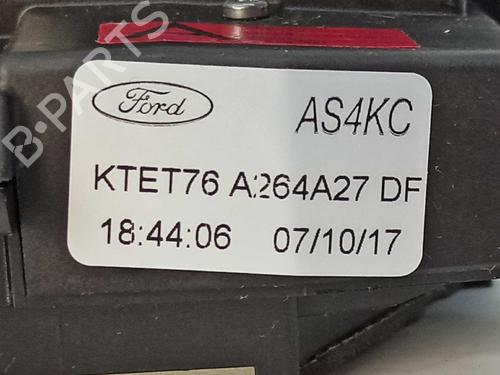 Ford AS4KC
KTET76 A264A27 DF
18:44:06 07/10/17
B-PARTS